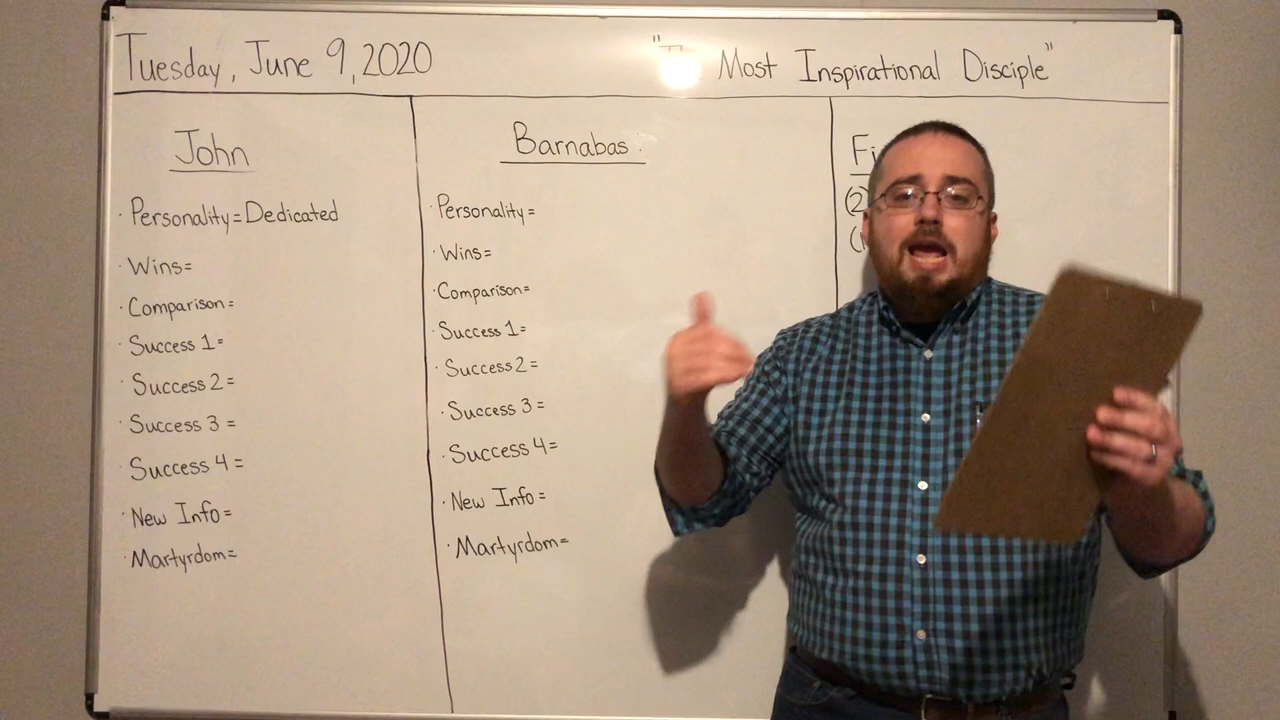 Tuesday, June 9, 2020
" Most Inspirational Disciple"
John
· Personality = Dedicated
· Wins=
· Comparison=
· Success 1=
· Success 2=
· Success 3 =
· Success 4 =
· New Info=
· Martyrdom=
Barnabas
· Personality=
· Wins=
· Comparison=
· Success 1=
· Success 2 =
· Success 3 =
· Success 4=
· New Info =
· Martyrdom=